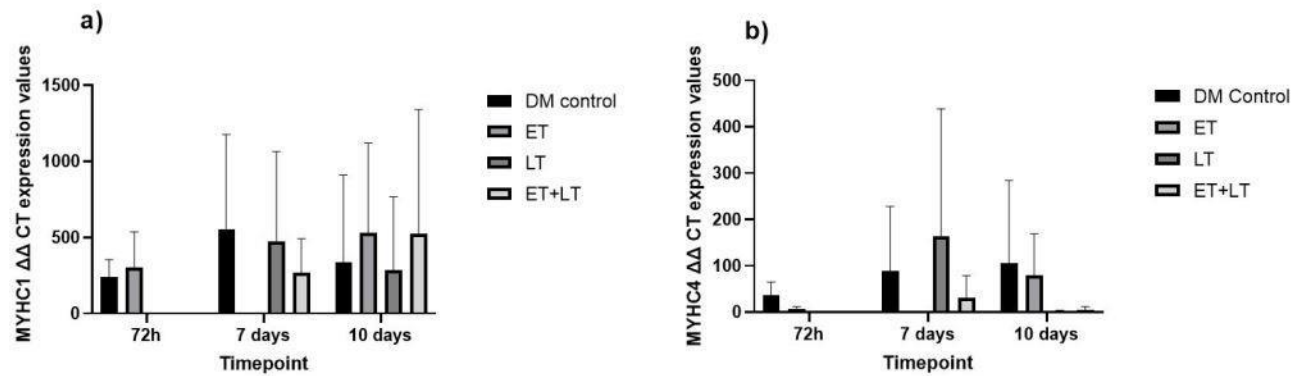 a)
MYHC1 ΔΔ CT expression values
1500
1000
500
0
72h
7 days
10 days
Timepoint
DM control
ET
LT
ET+LT
b)
MYHC4 ΔΔ CT expression values
500
400
300
200
100
0
72h
7 days
10 days
Timepoint
DM Control
ET
LT
ET+LT